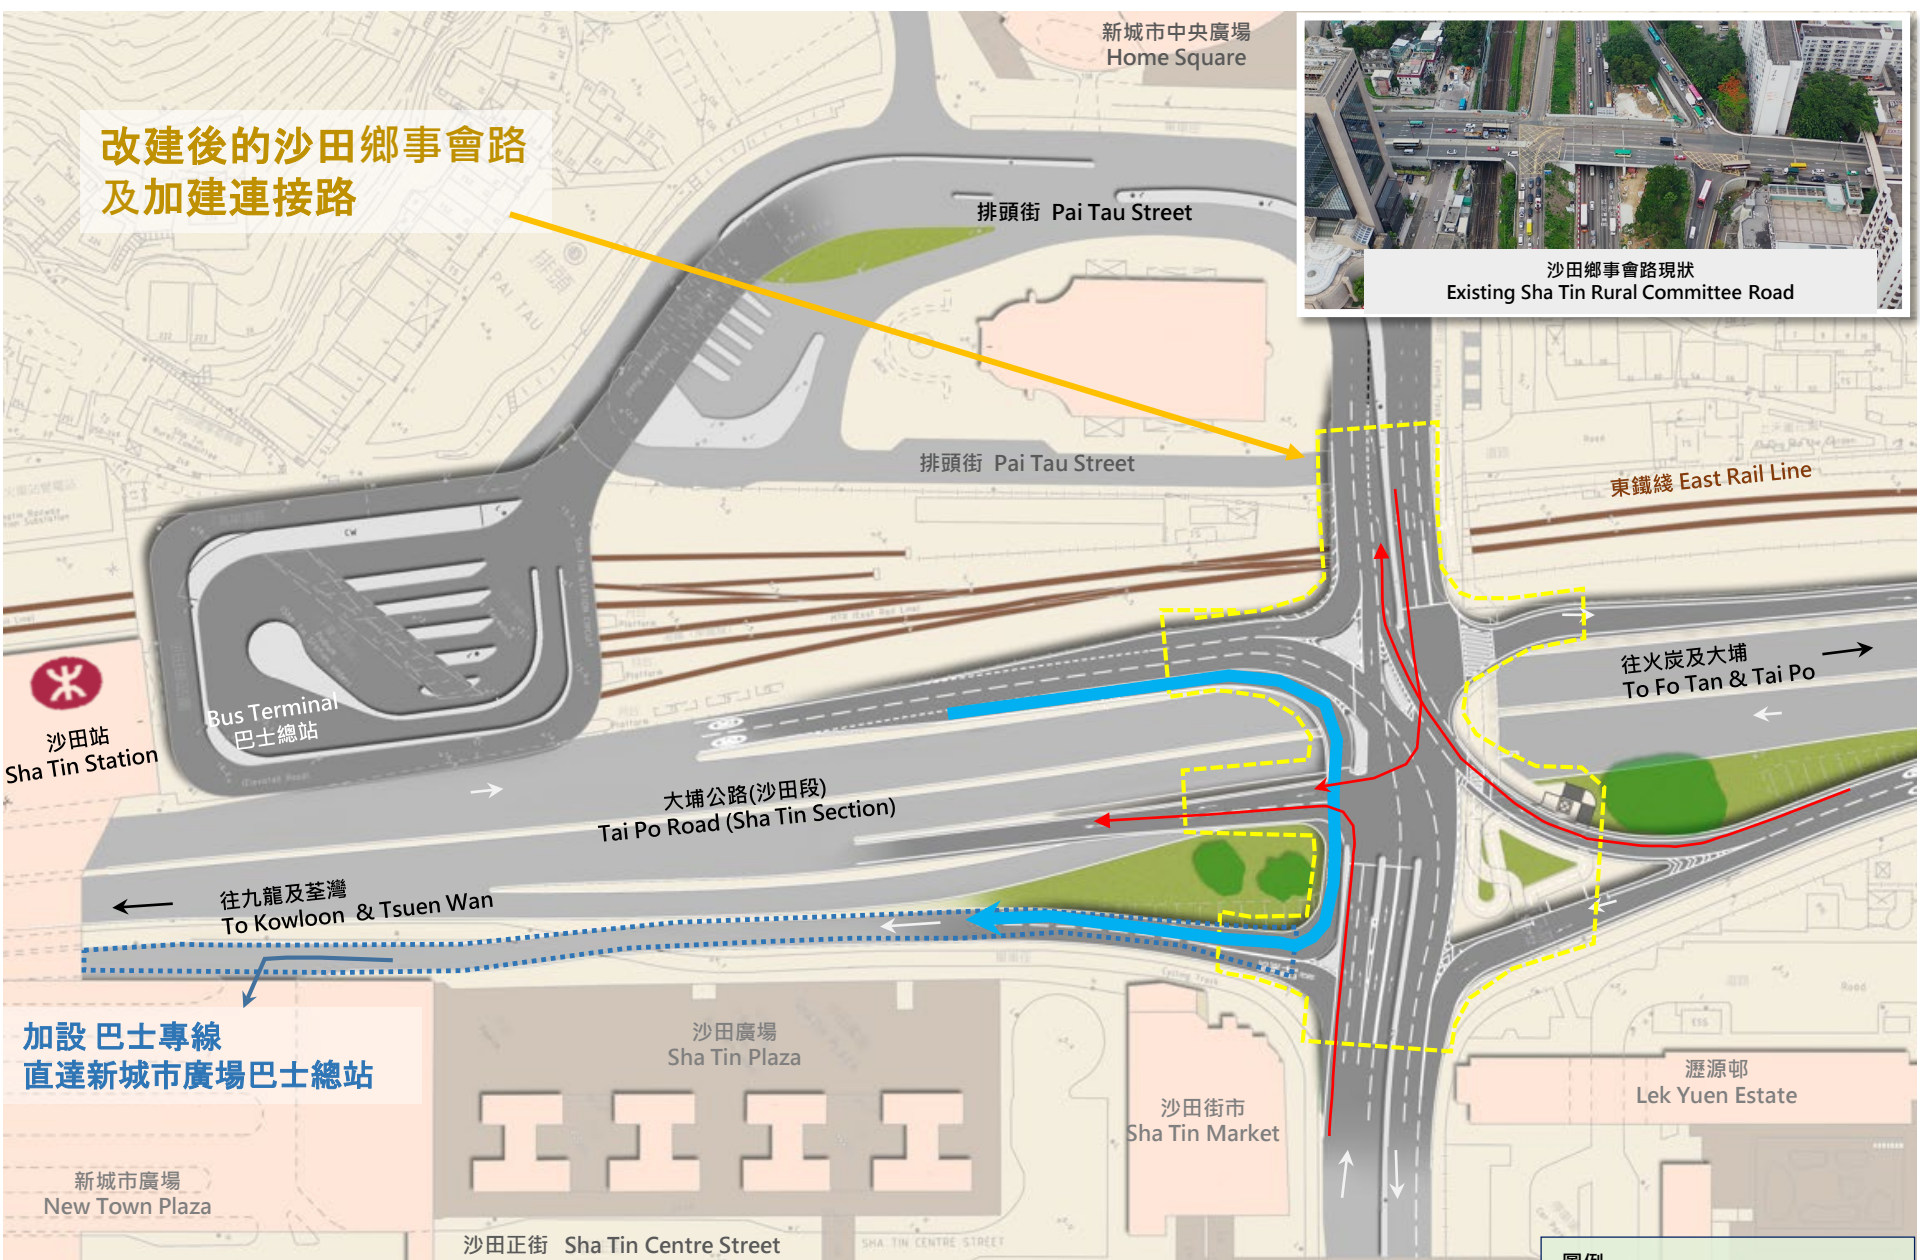 新城市中央廣場
Home Square
改建後的沙田鄉事會路
及加建連接路
排頭街 Pai Tau Street
沙田鄉事會路現狀
Existing Sha Tin Rural Committee Road
排頭
PAI TAU
排頭街 Pai Tau Street
東鐵綫 East Rail Line
往火炭及大埔
To Fo Tan & Tai Po
Bus Terminal
巴士總站
沙田站
Sha Tin Station
大埔公路(沙田段)
Tai Po Road (Sha Tin Section)
往九龍及荃灣
To Kowloon & Tsuen Wan
加設 巴士專線
直達新城市廣場巴士總站
沙田廣場
Sha Tin Plaza
沙田街市
Sha Tin Market
瀝源邨
Lek Yuen Estate
新城市廣場
New Town Plaza
沙田正街 Sha Tin Centre Street
SHA TIN CENTRE STREET